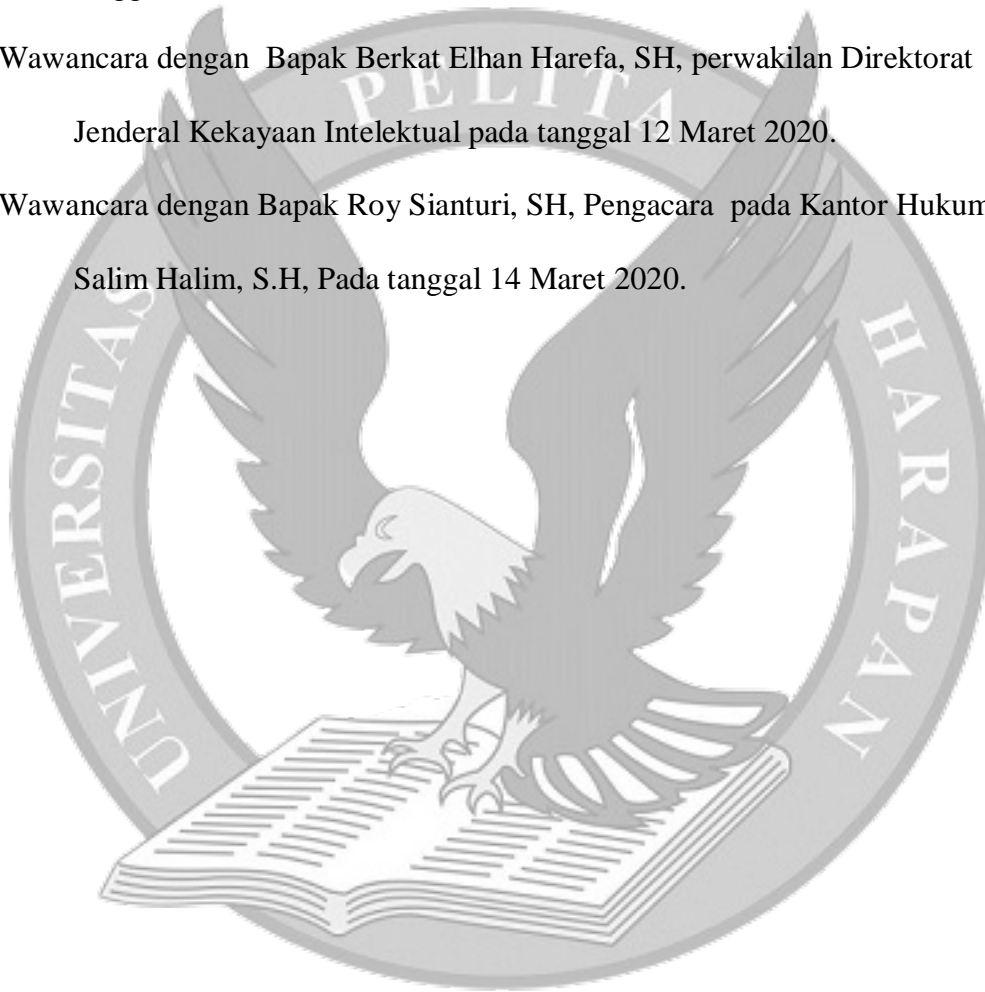 Wawancara dengan Bapak Berkat Elhan Harefa, SH, perwakilan Direktorat
Jenderal Kekayaan Intelektual pada tanggal 12 Maret 2020.
Wawancara dengan Bapak Roy Sianturi, SH, Pengacara pada Kantor Hukum
Salim Halim, S.H, Pada tanggal 14 Maret 2020.
UNIVERSITAS PELITA HARAPAN